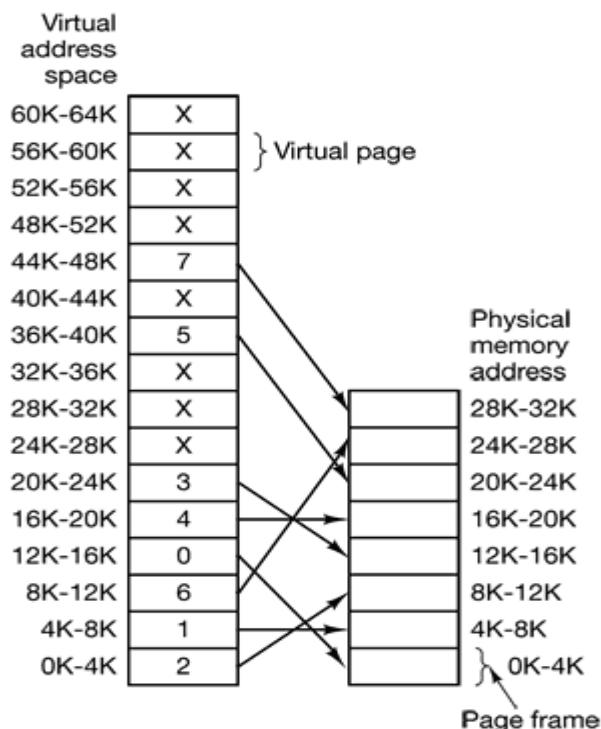 Virtual
address
space
60K-64K X
56K-60K X Virtual page
52K-56K X
48K-52K X
44K-48K 7
40K-44K X
36K-40K 5
Physical
memory
address
32K-36K X
28K-32K X 28K-32K
24K-28K X 24K-28K
20K-24K 3 20K-24K
16K-20K 4 16K-20K
12K-16K 0 12K-16K
8K-12K 6 8K-12K
4K-8K 1 4K-8K
0K-4K 2 0K-4K
Page frame